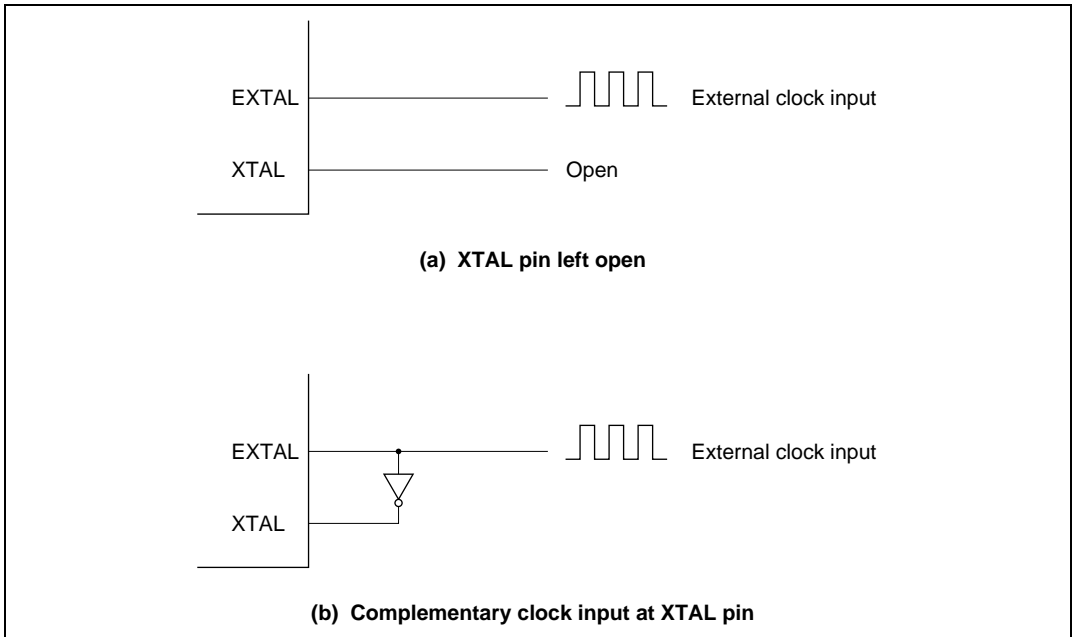 EXTAL External clock input
XTAL Open
(a) XTAL pin left open
EXTAL External clock input
XTAL
(b) Complementary clock input at XTAL pin